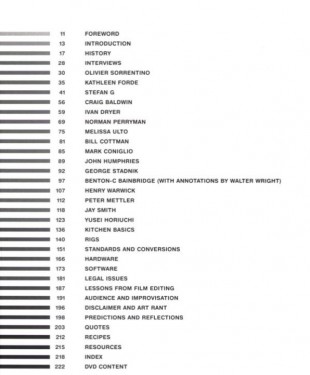 11 FOREWORD
13 INTRODUCTION
17 HISTORY
28 INTERVIEWS
30 OLIVIER SORRENTINO
35 KATHLEEN FORDE
41 STEFAN G
56 CRAIG BALDWIN
59 IVAN DRYER
69 NORMAN PERRYMAN
75 MELISSA ULTO
81 BILL COTTMAN
85 MARK CONIGLIO
89 JOHN HUMPHRIES
92 GEORGE STADNIK
97 BENTON-C BAINBRIDGE (WITH ANNOTATIONS BY WALTER WRIGHT)
107 HENRY WARWICK
112 PETER METTLER
118 JAY SMITH
123 YUSEI HORIUCHI
136 KITCHEN BASICS
140 RIGS
151 STANDARDS AND CONVERSIONS
166 HARDWARE
173 SOFTWARE
181 LEGAL ISSUES
187 LESSONS FROM FILM EDITING
191 AUDIENCE AND IMPROVISATION
196 DISCLAIMER AND ART RANT
198 PREDICTIONS AND REFLECTIONS
203 QUOTES
212 RECIPES
215 RESOURCES
218 INDEX
222 DVD CONTENT